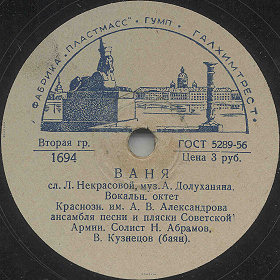 ФАБРИКА "ПЛАСТМАСС" ГУМП ГАЛХИМТРЕСТ
Вторая гр. ГОСТ 5289-56
1694 Цена 3 руб.
ВАНЯ
сл. Л. Некрасовой, муз. А. Долуханяна.
Вокальн. октет
Краснозн. им. А. В. Александрова
ансамбля песни и пляски Советской
Армии. Солист Н. Абрамов,
В. Кузнецов (баян).